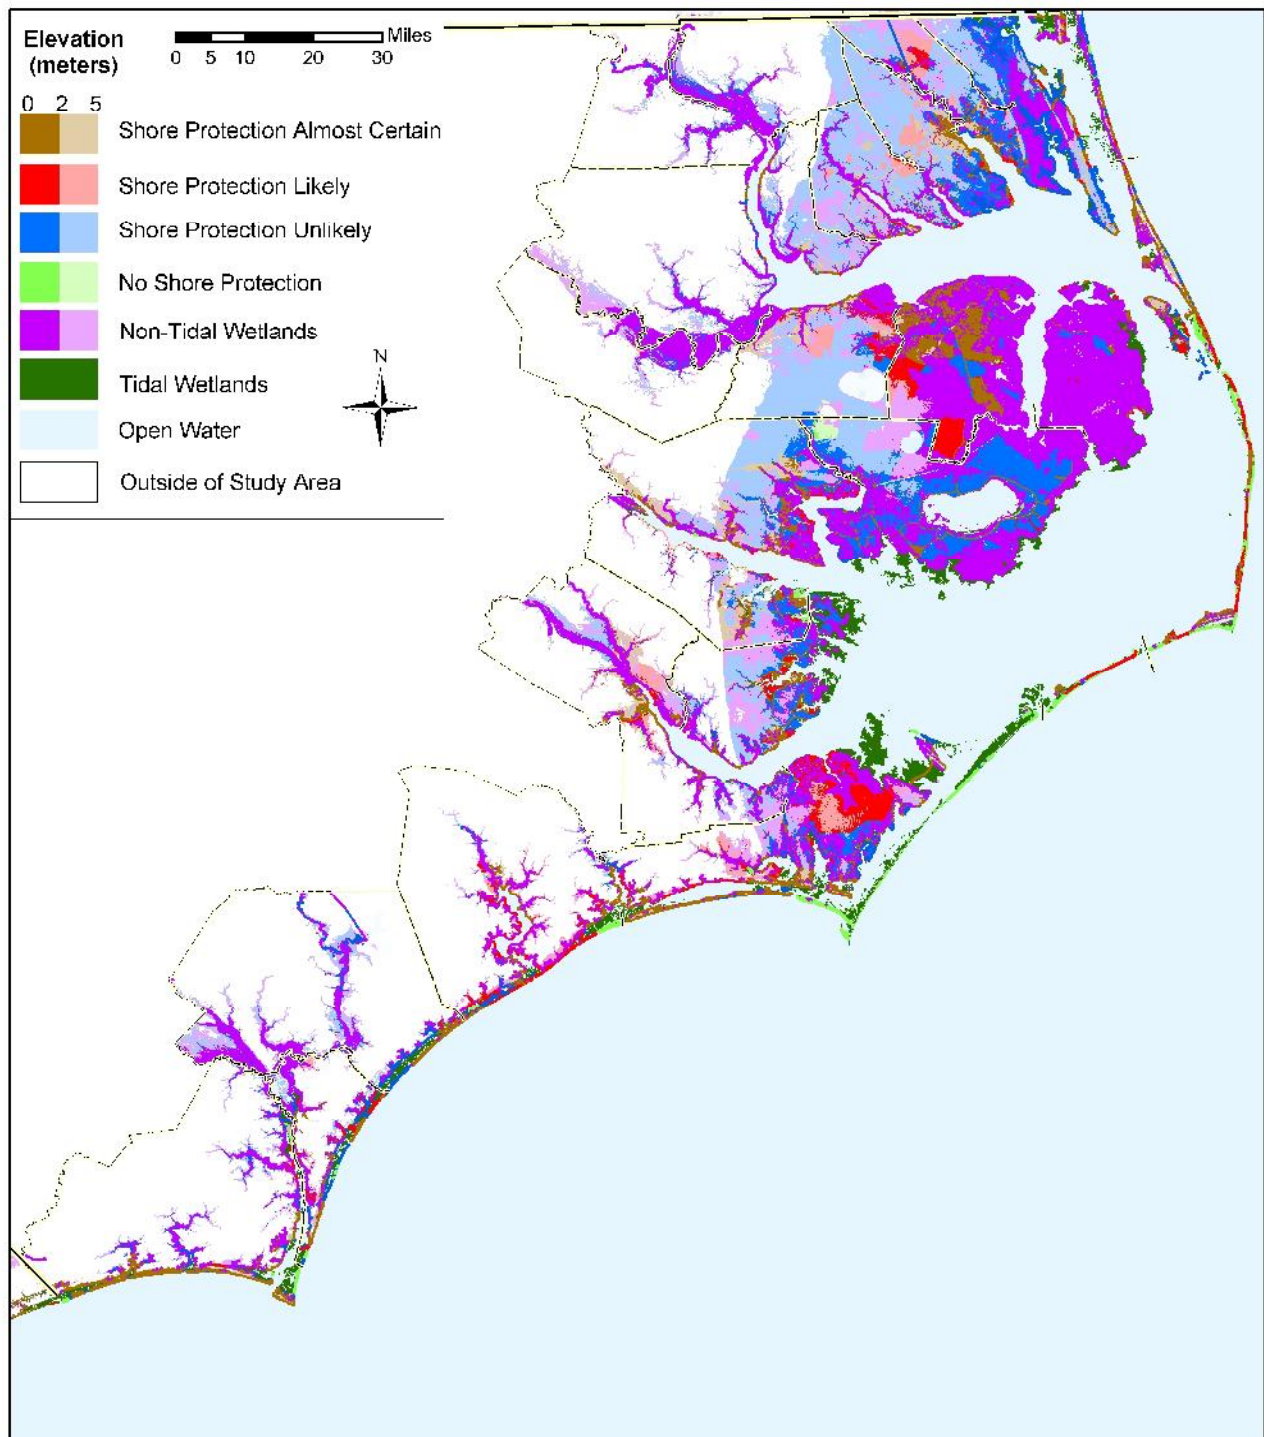 Elevation
(meters)
0 2 5
Miles
0 5 10 20 30
Shore Protection Almost Certain
Shore Protection Likely
Shore Protection Unlikely
No Shore Protection
Non-Tidal Wetlands
N
Tidal Wetlands
Open Water
Outside of Study Area